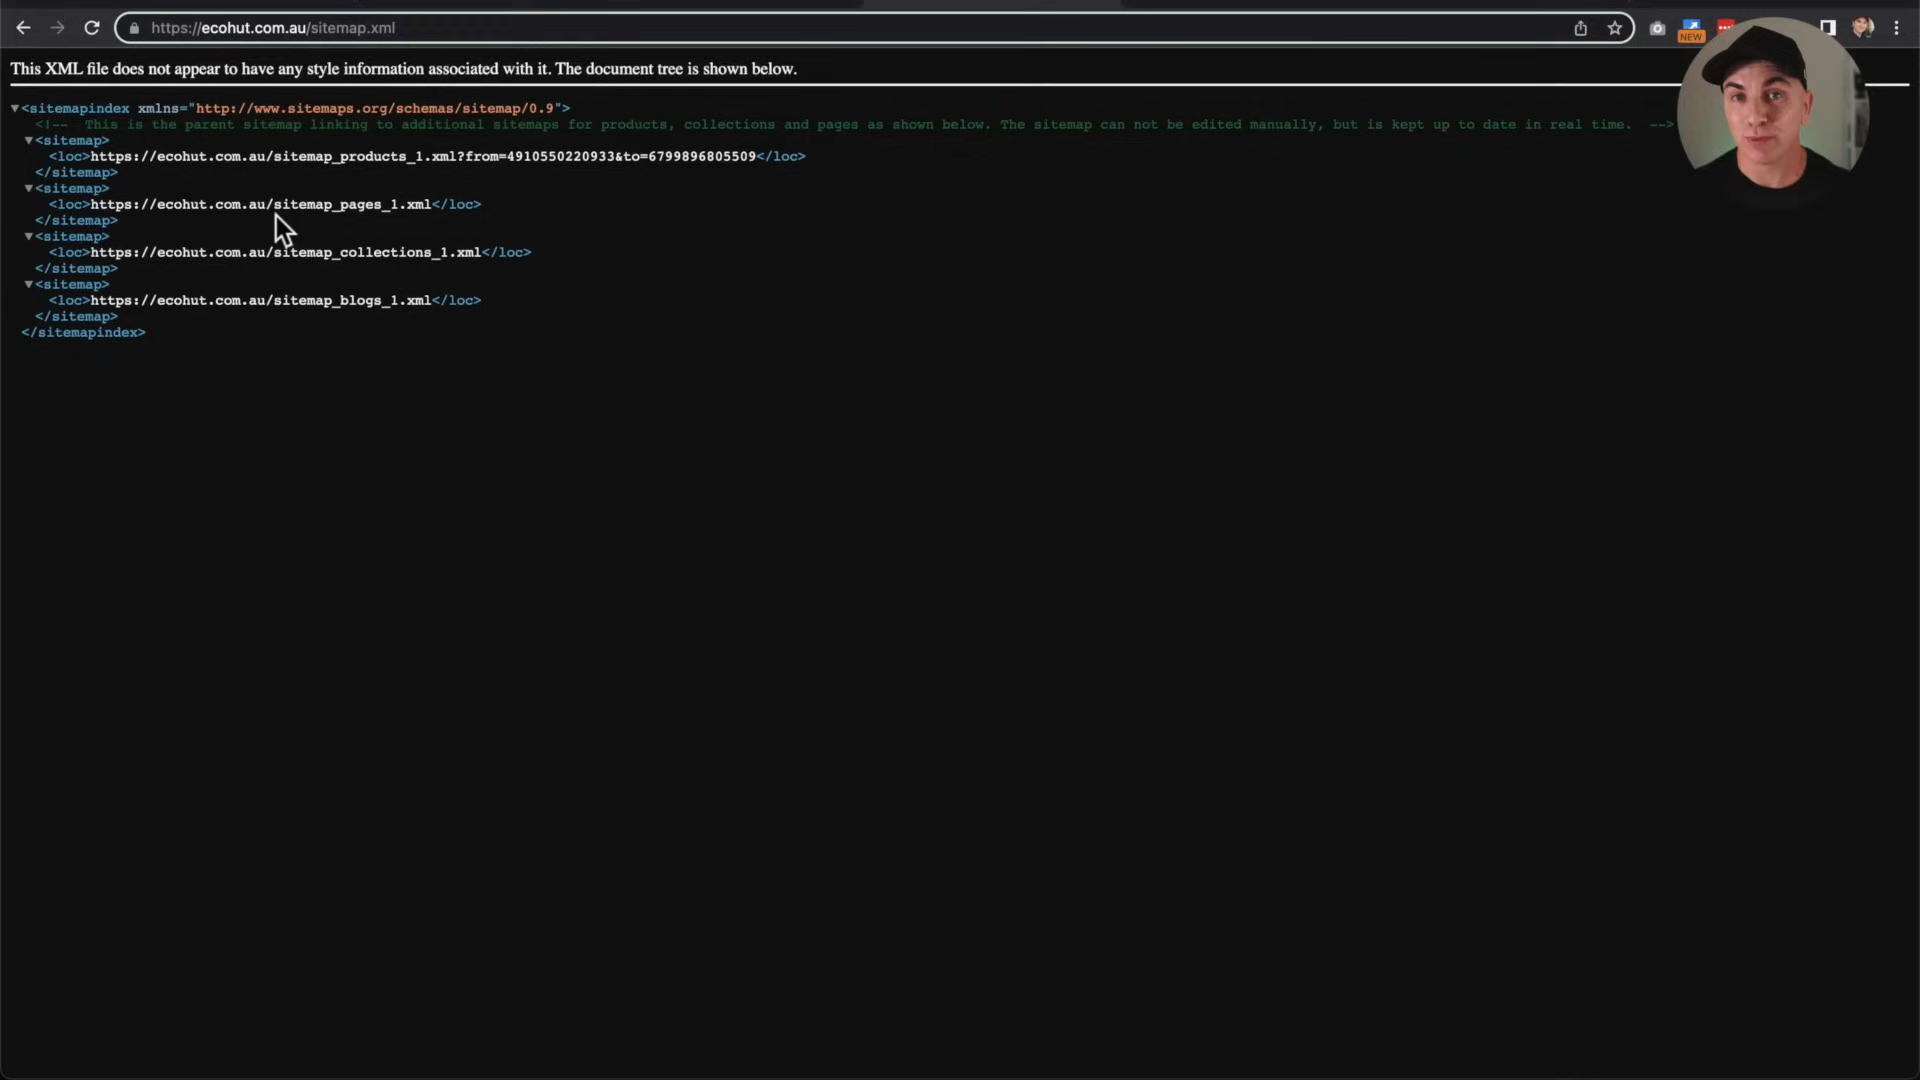 https://ecohut.com.au/sitemap.xml
NEW
This XML file does not appear to have any style information associated with it. The document tree is shown below.
▼<sitemapindex xmlns="http://www.sitemaps.org/schemas/sitemap/0.9">
<!-- This is the parent sitemap linking to additional sitemaps for products, collections and pages as shown below. The sitemap can not be edited manually, but is kept up to date in real time. -->
▼<sitemap>
<loc>https://ecohut.com.au/sitemap_products_1.xml?from=4910550220933&to=6799896805509</loc>
</sitemap>
▼<sitemap>
<loc>https://ecohut.com.au/sitemap_pages_1.xml</loc>
</sitemap>
▼<sitemap>
<loc>https://ecohut.com.au/sitemap_collections_1.xml</loc>
</sitemap>
▼<sitemap>
<loc>https://ecohut.com.au/sitemap_blogs_1.xml</loc>
</sitemap>
</sitemapindex>